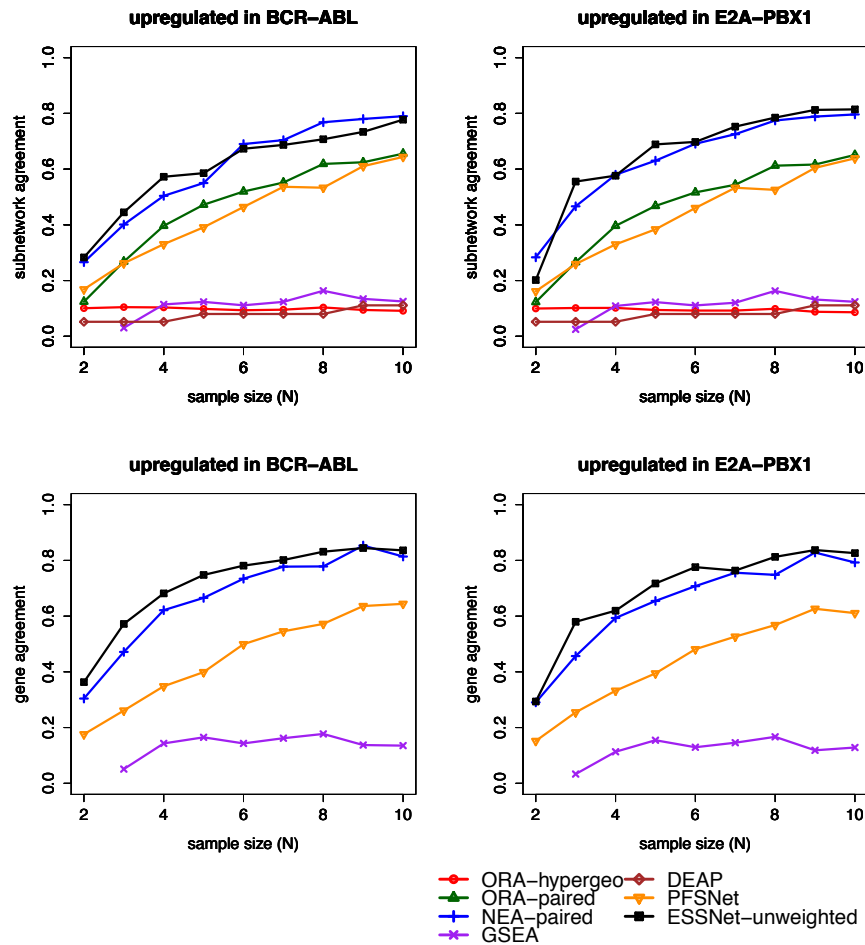 upregulated in BCR−ABL
upregulated in E2A−PBX1
subnetwork agreement
1.0
0.8
0.6
0.4
0.2
0.0
2 4 6 8 10
sample size (N)
subnetwork agreement
1.0
0.8
0.6
0.4
0.2
0.0
2 4 6 8 10
sample size (N)
upregulated in BCR−ABL
upregulated in E2A−PBX1
gene agreement
1.0
0.8
0.6
0.4
0.2
0.0
2 4 6 8 10
sample size (N)
gene agreement
1.0
0.8
0.6
0.4
0.2
0.0
2 4 6 8 10
sample size (N)
ORA−hypergeo
ORA−paired
NEA−paired
GSEA
DEAP
PFSNet
ESSNet−unweighted